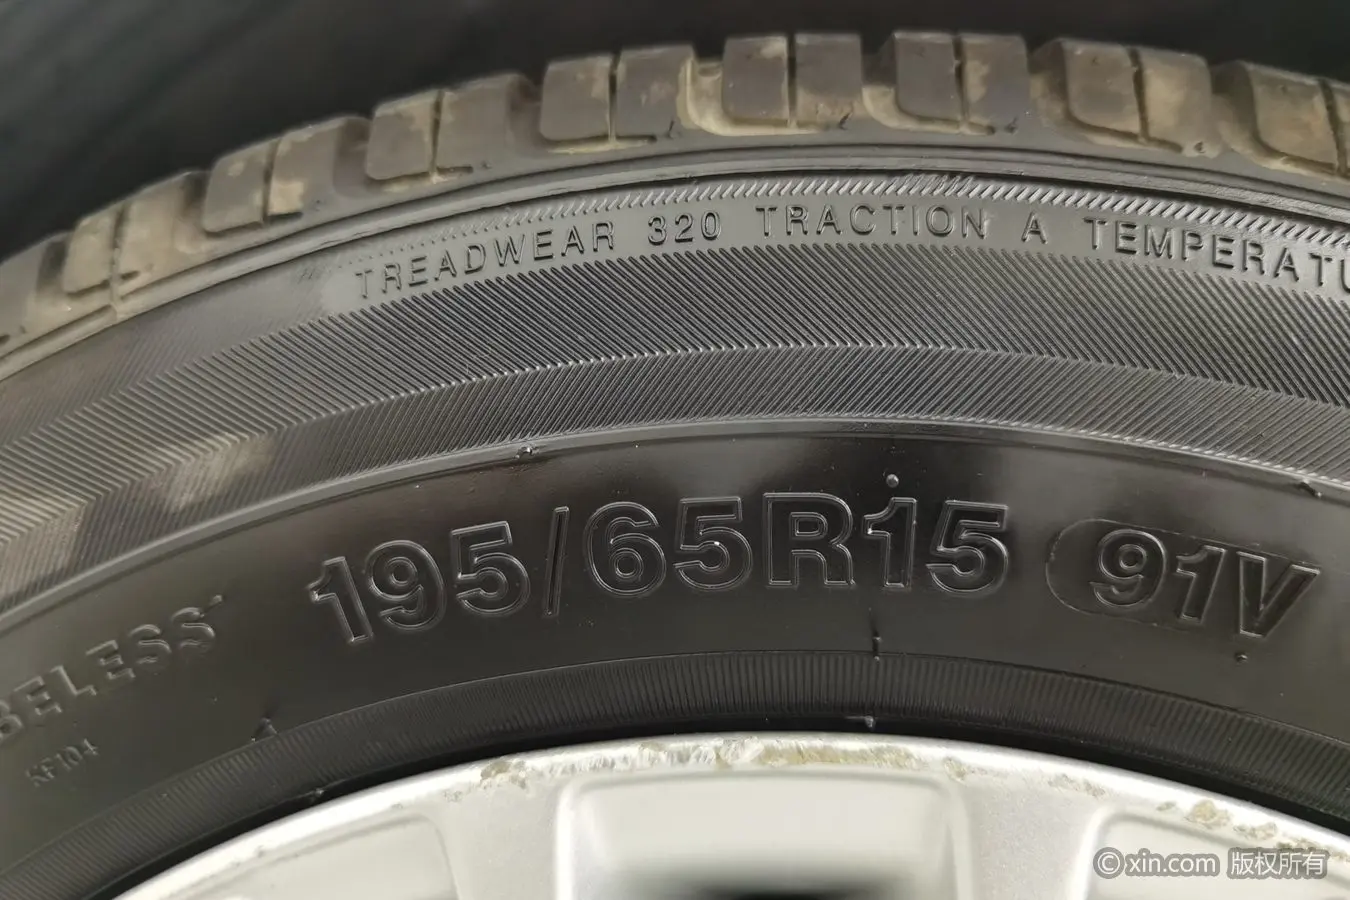 TREADWEAR 320 TRACTION A TEMPERATU
195/65R15 91V
BELESS
KF104
©xin.com 版权所有